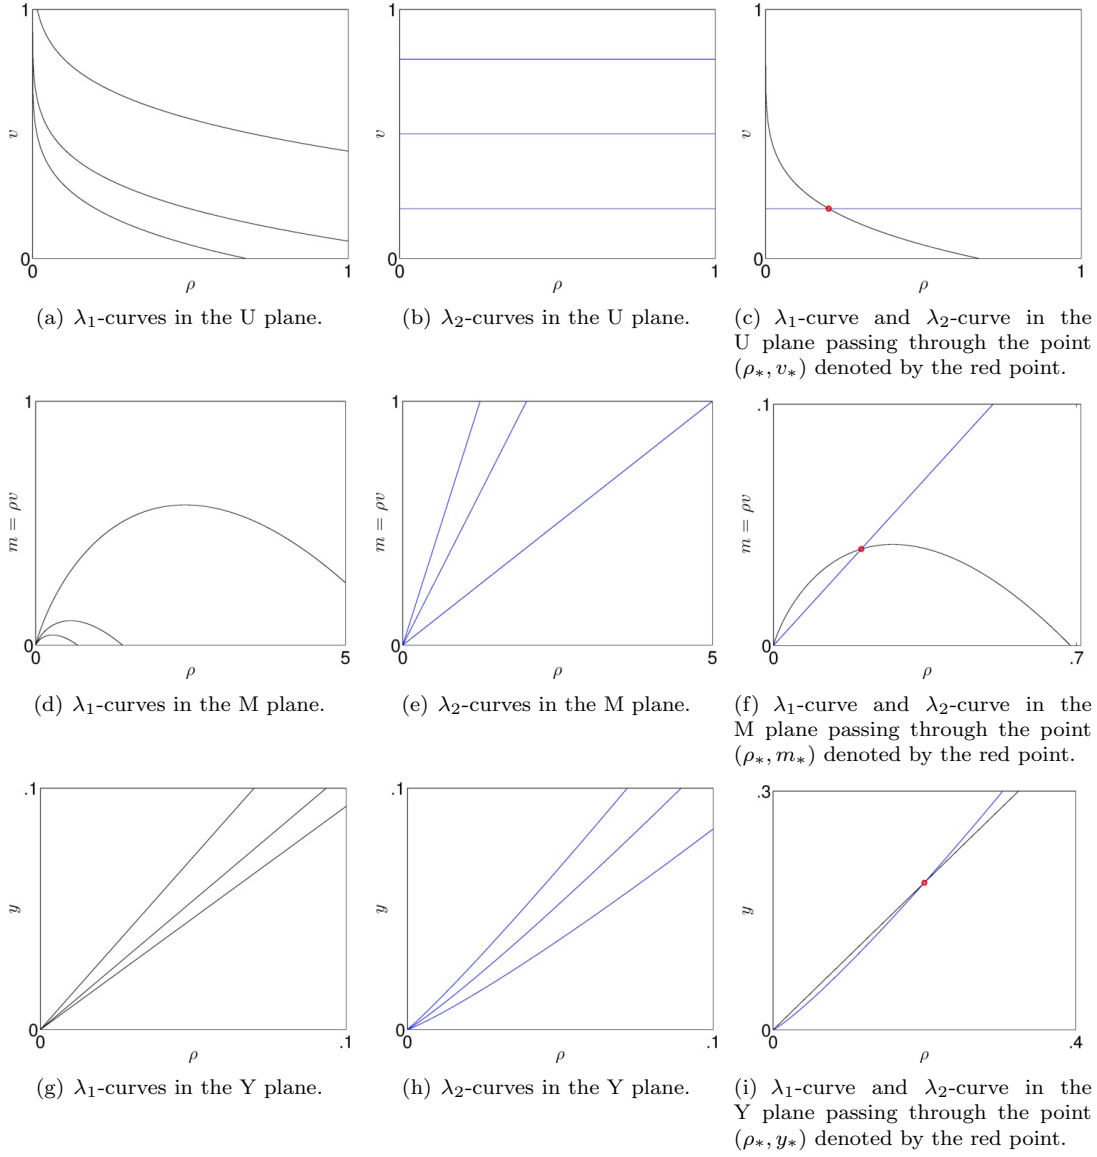 1
v
0
0
ρ
1
(a) λ1-curves in the U plane.
1
v
0
0
ρ
1
(b) λ2-curves in the U plane.
1
v
0
0
ρ
1
(c) λ1-curve and λ2-curve in the
U plane passing through the point
(ρ∗, v∗) denoted by the red point.
1
m = ρv
0
0
ρ
5
(d) λ1-curves in the M plane.
1
m = ρv
0
0
ρ
5
(e) λ2-curves in the M plane.
.1
m = ρv
0
0
ρ
.7
(f) λ1-curve and λ2-curve in the
M plane passing through the point
(ρ∗, m∗) denoted by the red point.
.1
y
0
0
ρ
.1
(g) λ1-curves in the Y plane.
.1
y
0
0
ρ
.1
(h) λ2-curves in the Y plane.
.3
y
0
0
ρ
.4
(i) λ1-curve and λ2-curve in the
Y plane passing through the point
(ρ∗, y∗) denoted by the red point.